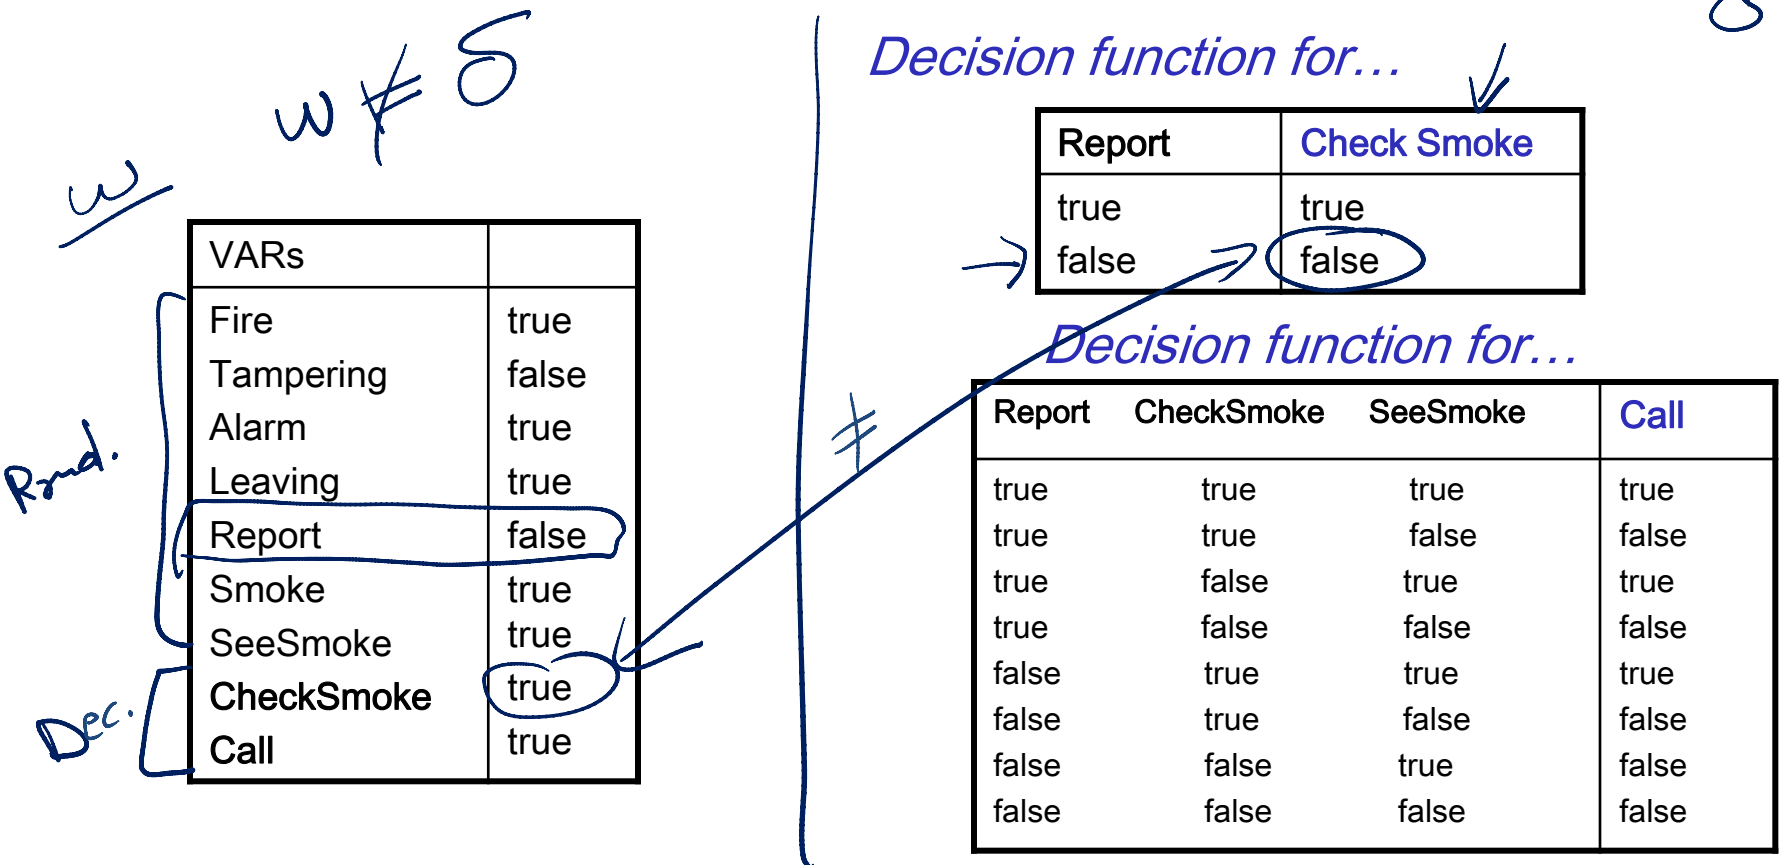 w ⊭ δ
w
VARs
Fire true
Tampering false
Alarm true
Leaving true
Report false
Smoke true
SeeSmoke true
CheckSmoke true
Call true
Rnd.
Dec.
≠
Decision function for...
Report Check Smoke
true true
false false
Decision function for...
Report CheckSmoke SeeSmoke Call
true true true true
true true false false
true false true true
true false false false
false true true true
false true false false
false false true false
false false false false